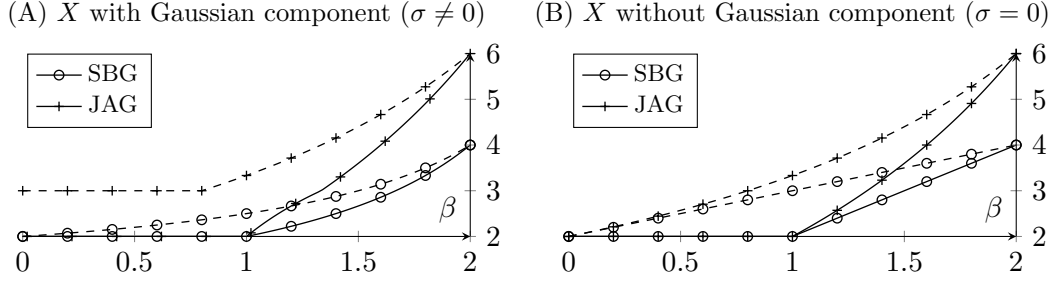 (A) X with Gaussian component (σ ≠ 0)
SBG
JAG
6
5
4
3
2
β
0 0.5 1 1.5 2
(B) X without Gaussian component (σ = 0)
SBG
JAG
6
5
4
3
2
β
0 0.5 1 1.5 2